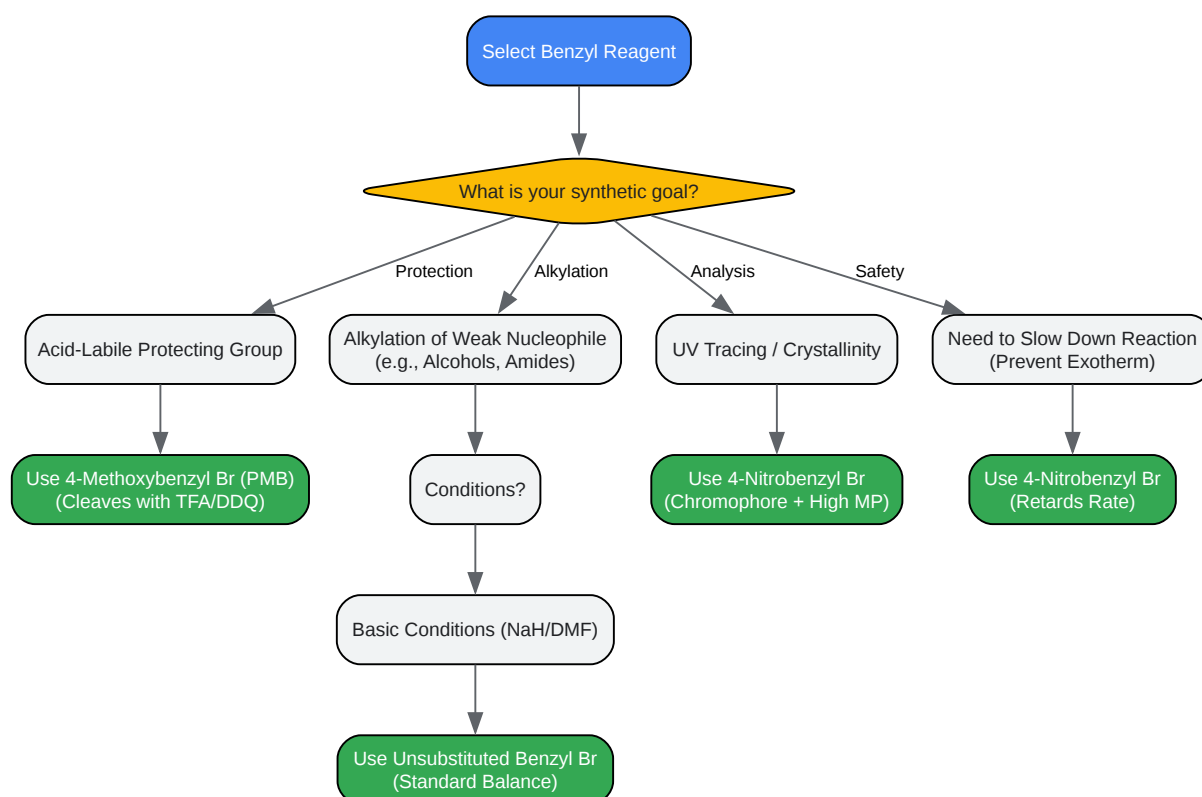 Select Benzyl Reagent
What is your synthetic goal?
Protection
Alkylation
Analysis
Safety
Acid-Labile Protecting Group
Alkylation of Weak Nucleophile
(e.g., Alcohols, Amides)
UV Tracing / Crystallinity
Need to Slow Down Reaction
(Prevent Exotherm)
Use 4-Methoxybenzyl Br (PMB)
(Cleaves with TFA/DDQ)
Conditions?
Use 4-Nitrobenzyl Br
(Chromophore + High MP)
Use 4-Nitrobenzyl Br
(Retards Rate)
Basic Conditions (NaH/DMF)
Use Unsubstituted Benzyl Br
(Standard Balance)